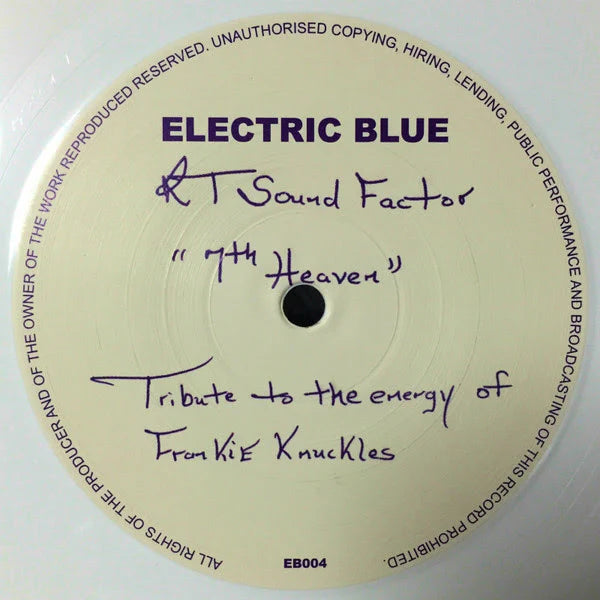 ALL RIGHTS OF THE PRODUCER AND OF THE OWNER OF THE WORK REPRODUCED RESERVED. UNAUTHORISED COPYING, HIRING, LENDING, PUBLIC PERFORMANCE AND BROADCASTING OF THIS RECORD PROHIBITED.
ELECTRIC BLUE
RT Sound Factor
"7th Heaven"
Tribute to the energy of
Frankie Knuckles
EB004